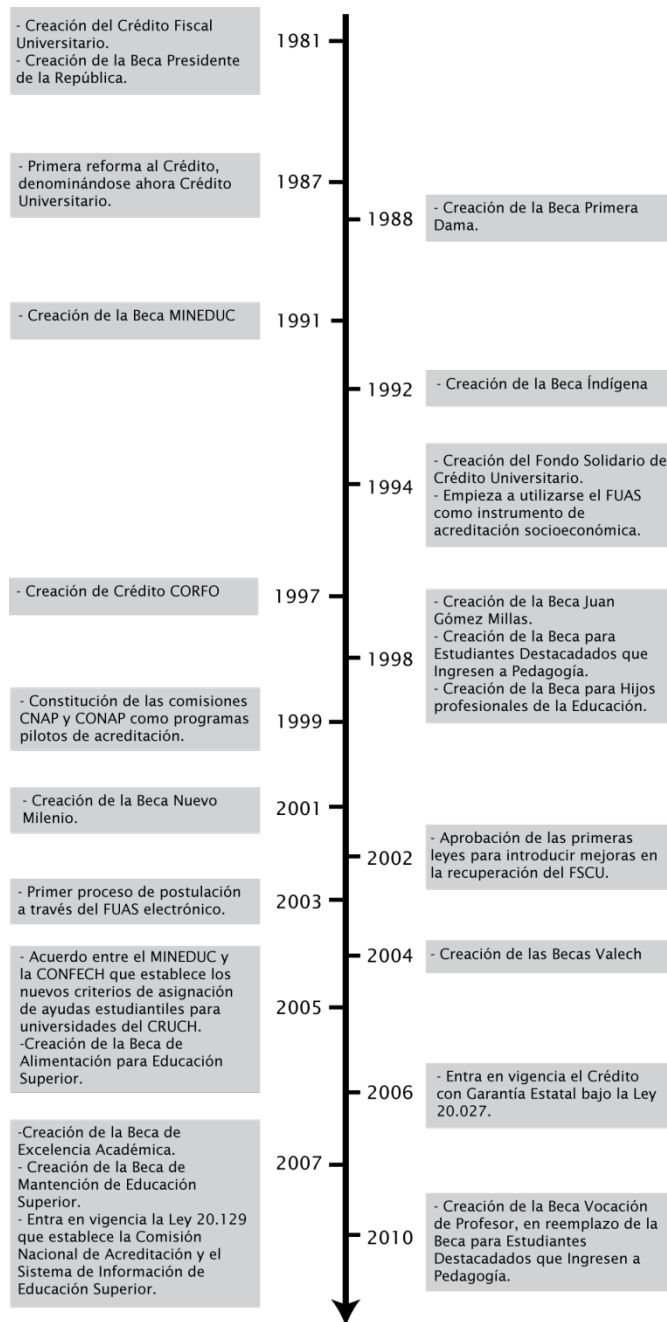 - Creación del Crédito Fiscal
Universitario.
- Creación de la Beca Presidente
de la República.
1981
- Primera reforma al Crédito,
denominándose ahora Crédito
Universitario.
1987
1988
- Creación de la Beca Primera
Dama.
- Creación de la Beca MINEDUC
1991
1992
- Creación de la Beca Índígena
1994
- Creación del Fondo Solidario de
Crédito Universitario.
- Empieza a utilizarse el FUAS
como instrumento de
acreditación socioeconómica.
- Creación de Crédito CORFO
1997
1998
- Creación de la Beca Juan
Gómez Millas.
- Creación de la Beca para
Estudiantes Destacadados que
Ingresen a Pedagogía.
- Creación de la Beca para Hijos
profesionales de la Educación.
- Constitución de las comisiones
CNAP y CONAP como programas
pilotos de acreditación.
1999
- Creación de la Beca Nuevo
Milenio.
2001
2002
- Aprobación de las primeras
leyes para introducir mejoras en
la recuperación del FSCU.
- Primer proceso de postulación
a través del FUAS electrónico.
2003
2004
- Creación de las Becas Valech
- Acuerdo entre el MINEDUC y
la CONFECH que establece los
nuevos criterios de asignación
de ayudas estudiantiles para
universidades del CRUCH.
-Creación de la Beca de
Alimentación para Educación
Superior.
2005
2006
- Entra en vigencia el Crédito
con Garantía Estatal bajo la Ley
20.027.
-Creación de la Beca de
Excelencia Académica.
- Creación de la Beca de
Mantención de Educación
Superior.
- Entra en vigencia la Ley 20.129
que establece la Comisión
Nacional de Acreditación y el
Sistema de Información de
Educación Superior.
2007
2010
- Creación de la Beca Vocación
de Profesor, en reemplazo de la
Beca para Estudiantes
Destacadados que Ingresen a
Pedagogía.